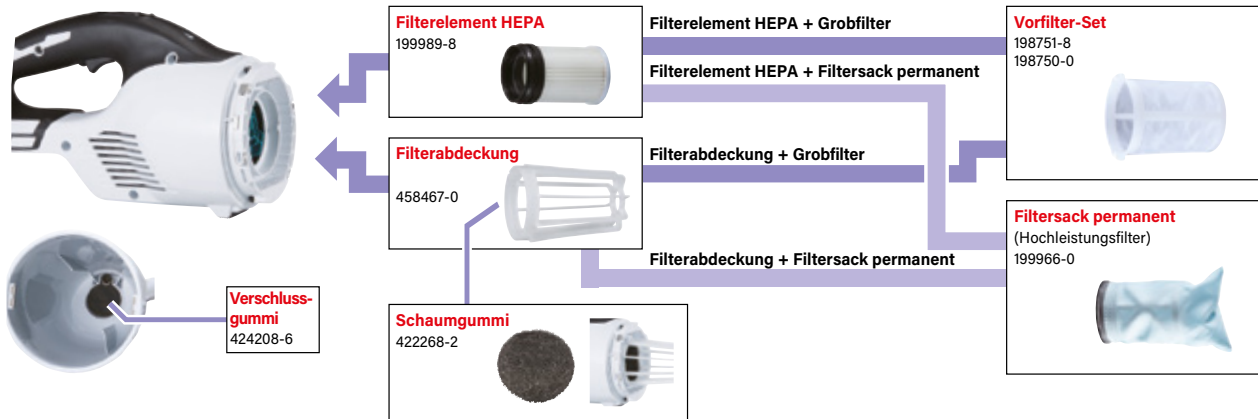 Filterelement HEPA
199989-8
Filterelement HEPA + Grobfilter
Filterelement HEPA + Filtersack permanent
Vorfilter-Set
198751-8
198750-0
Filterabdeckung
458467-0
Filterabdeckung + Grobfilter
Filterabdeckung + Filtersack permanent
Filtersack permanent
(Hochleistungsfilter)
199966-0
Verschluss-
gummi
424208-6
Schaumgummi
422268-2